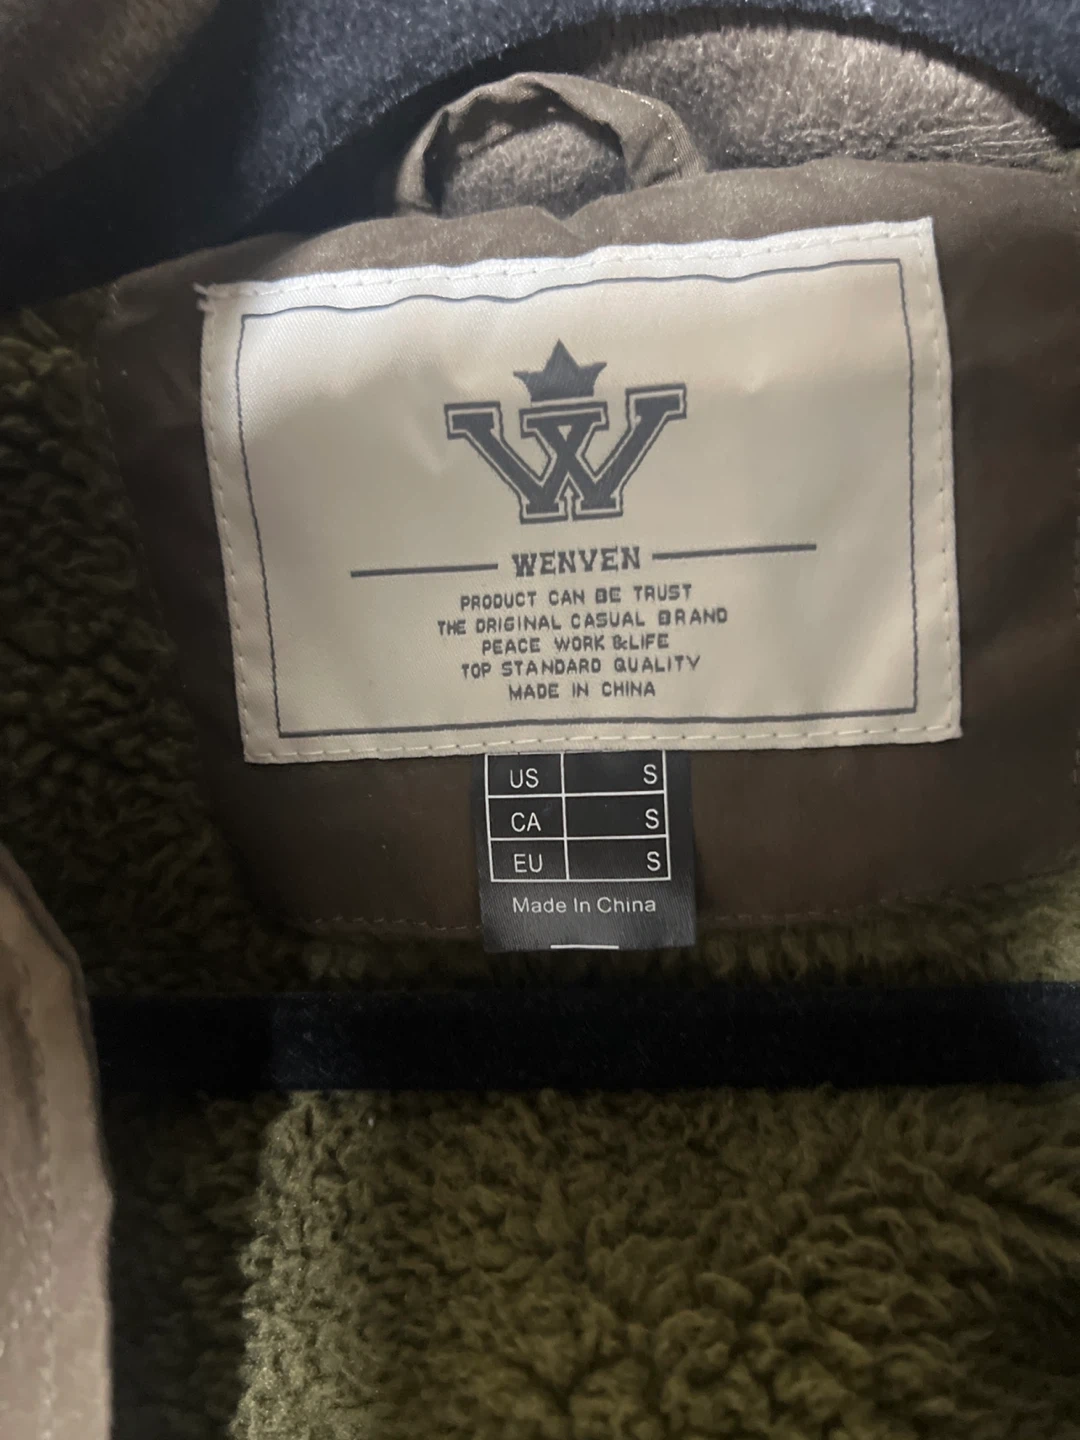 W
WENVEN
PRODUCT CAN BE TRUST
THE ORIGINAL CASUAL BRAND
PEACE WORK &LIFE
TOP STANDARD QUALITY
MADE IN CHINA
US S
CA S
EU S
Made In China